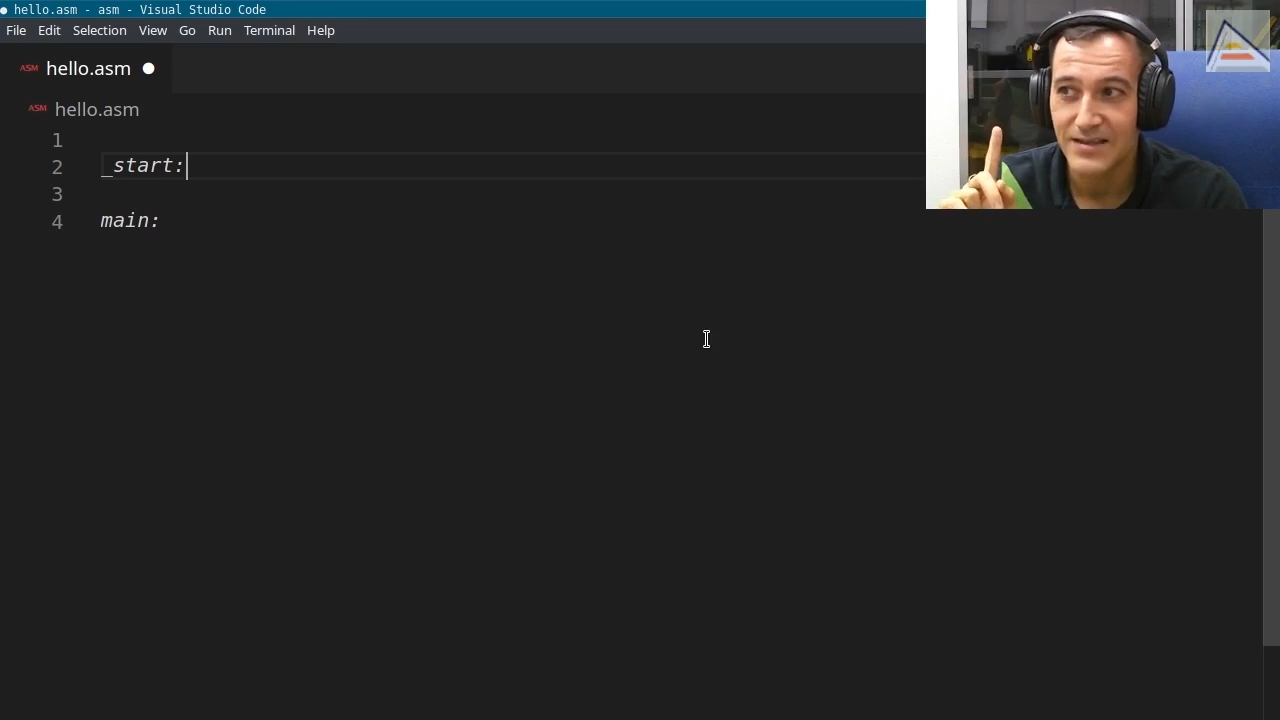 hello.asm - asm - Visual Studio Code
File Edit Selection View Go Run Terminal Help
ASM hello.asm
ASM hello.asm
1
2 _start:
3
4 main: